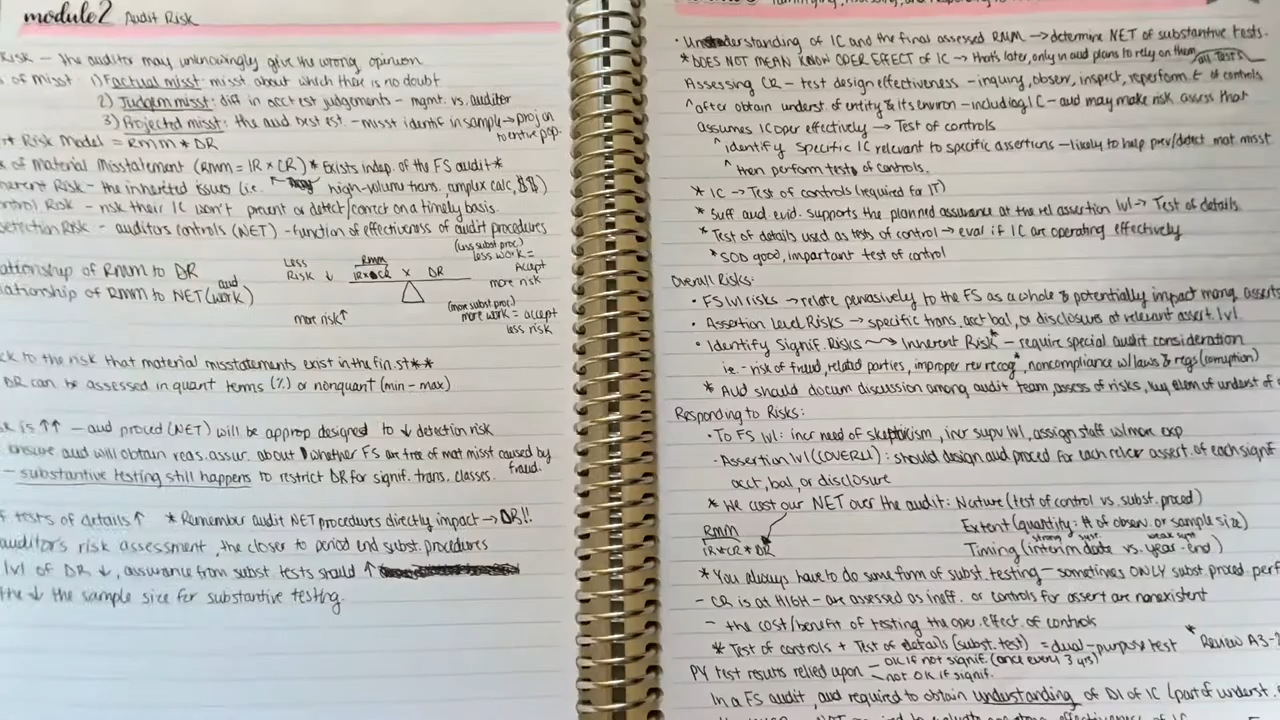 module 2 Audit Risk
Risk - the auditor may unknowingly give the wrong opinion
s of misst. 1) Factual misst: misst about which there is no doubt
2) Judgem misst: diff in acct est judgements - mgmt. vs. auditor
3) Projected misst: the aud best est. - misst identif in sample → proj on to entire pop.
t* Risk Model = RMM * DR
k of material misstatement (RMM = IR x CR) * Exists indep. of the FS audit *
nherent Risk - the inherited issues (ie. high-volume trans. complex calc, $$)
ontrol Risk - risk their IC won't prevent or detect/correct on a timely basis.
Detection Risk - auditors controls (NET) - function of effectiveness of audit procedures
ationship of RMM to DR
and
lationship of RMM to NET (work)
Less Risk ↓
RMM
IR x CR x DR
(less subst proc.)
less work = accept more risk
more risk ↑
(more subst. proc.)
more work = accept less risk
ck to the risk that material misstatements exist in the fin. st **
DR can be assessed in quant terms (%) or nonquant (min - max)
R is ↑↑ - aud proced (NET) will be approp designed to ↓ detection risk
ensure aud will obtain reas. assur. about whether FS are free of mat misst caused by fraud.
- substantive testing still happens to restrict DR for signif. trans. classes.
f tests of details ↑ * Remember audit NET procedures directly impact → DR!!
auditor's risk assessment, the closer to period end subst. procedures
lvl of DR ↓, assurance from subst tests should ↑
the ↓ the sample size for substantive testing.
· Understanding of IC and the final assessed RMM → determine NET of substantive tests.
* DOES NOT MEAN KNOW OPER EFFECT OF IC → that's later, only if aud plans to rely on them
Assessing CR - test design effectiveness - inquiry, observ, inspect, reperform of controls
^ after obtain underst of entity & its environ - including IC - aud may make risk assess that
assumes IC oper effectively → Test of controls
^ identify specific IC relevant to specific assertions - likely to help prev/detect mat misst
^ then perform tests of controls.
* IC → Test of controls (required for IT)
* Suff aud evid. supports the planned assurance at the rel assertion lvl → Test of details
* Test of details used as tests of control → eval if IC are operating effectively
* SOD good, important test of control
Overall Risks:
· FS lvl risks → relate pervasively to the FS as a whole & potentially impact many asserts
· Assertion Level Risks → specific trans, acct bal, or disclosures at relevant assert. lvl.
· Identify Signif. Risks → Inherent Risk* - require special audit consideration
ie. - risk of fraud, related parties, improper rev recog*, noncompliance w/ laws & regs (corruption)
* Aud should docum discussion among audit team, assess of risks, key elem of underst of
Responding to Risks:
· To FS lvl: incr need of skepticism, incr supv lvl, assign staff w/ more exp
· Assertion lvl (COVERU): should design aud proced for each relev assert. of each signif
acct, bal, or disclosure
* We cast our NET over the audit: Nature (test of control vs. subst. proced)
Extent (quantity: # of observ. or sample size)
Timing (interim date vs. year-end)
RMM
IR * CR * DR
* You always have to do some form of subst. testing - sometimes ONLY subst. proced perf
- CR is at HIGH - are assessed as ineff. or controls for assert are nonexistent
- the cost/benefit of testing the oper. effect of controls
* Test of controls + Test of details (subst. test) = dual-purpose test * Review A3-
PY test results relied upon - OK if not signif. (once every 3 yrs)
- not OK if signif.
In a FS audit, aud required to obtain understanding of DI of IC (part of underst.